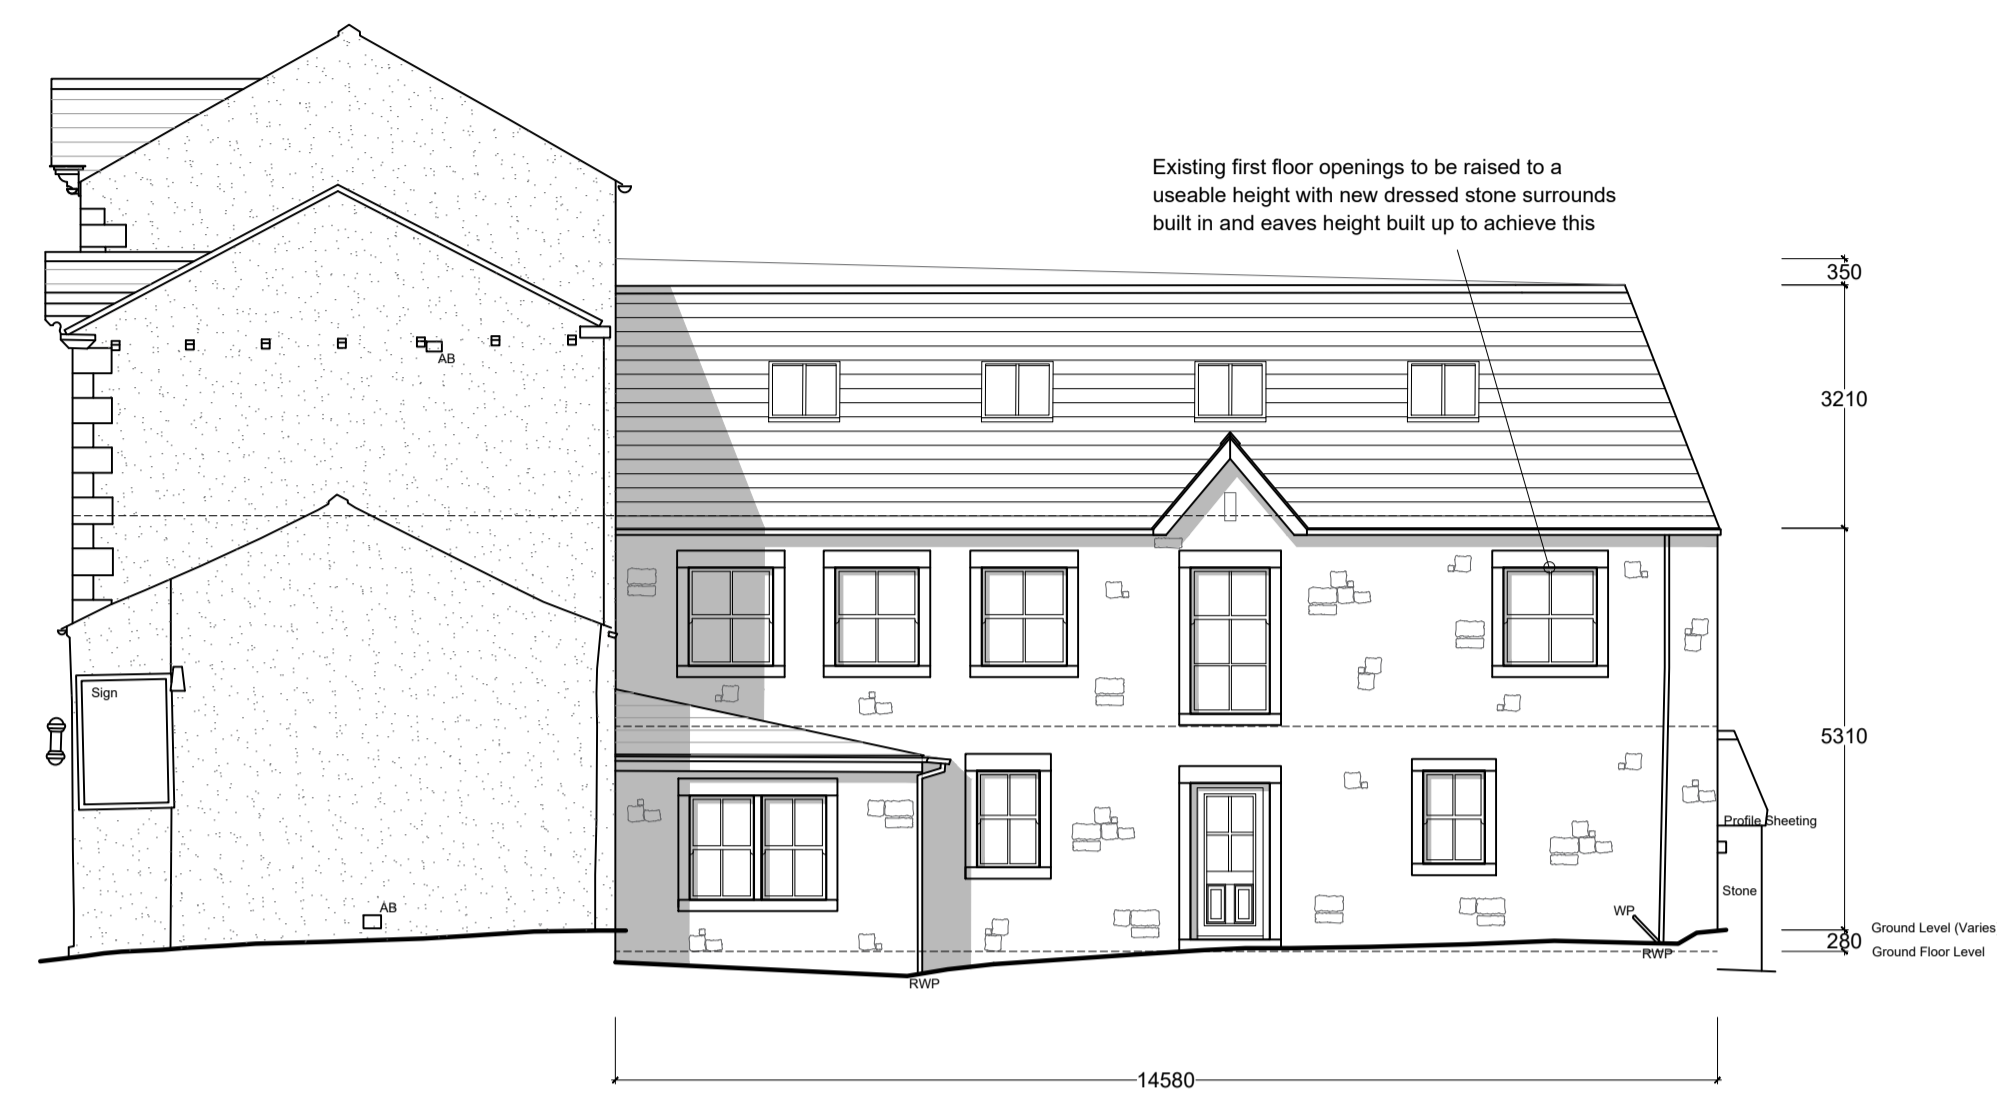 Existing first floor openings to be raised to a
useable height with new dressed stone surrounds
built in and eaves height built up to achieve this
350
AB
3210
Sign
5310
Profile Sheeting
Stone
AB
WP
Ground Level (Varies
280
RWP
Ground Floor Level
RWP
14580